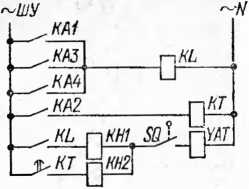 ~ШУ ~N
KA1
KA3 KL
KA4
KA2 KT
KL KH1 SQ YAT
KT KH2